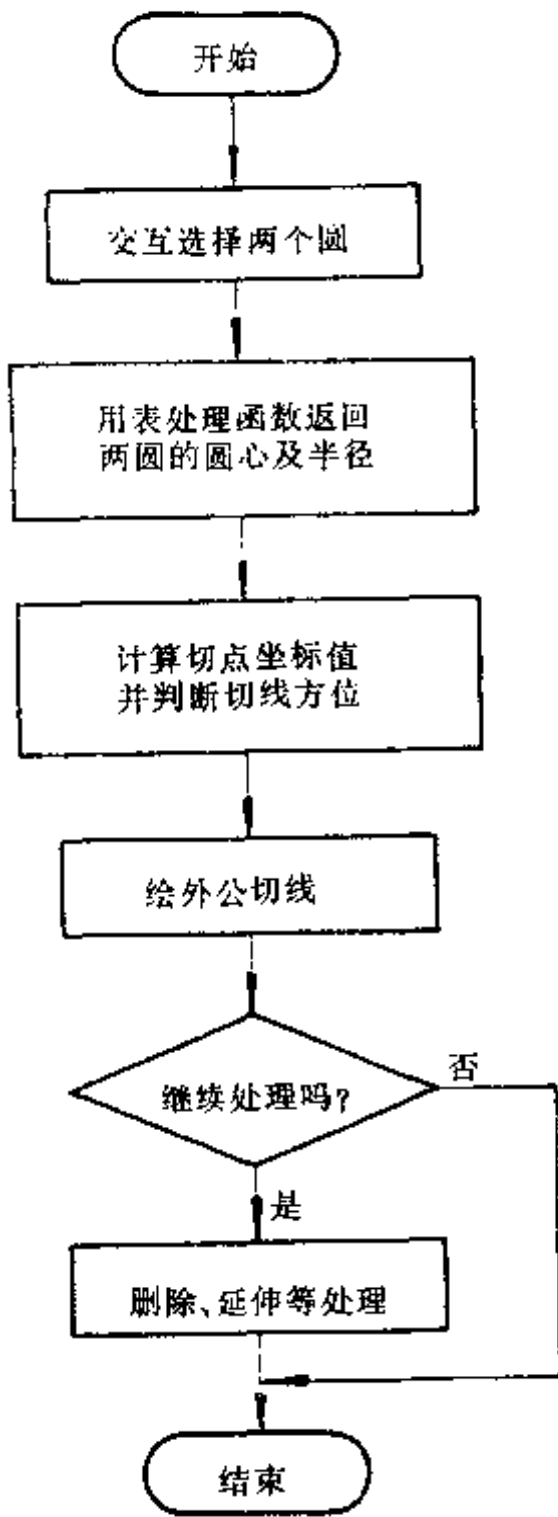 开始
交互选择两个圆
用表处理函数返回
两圆的圆心及半径
计算切点坐标值
并判断切线方位
绘外公切线
继续处理吗?
否
是
删除、延伸等处理
结束